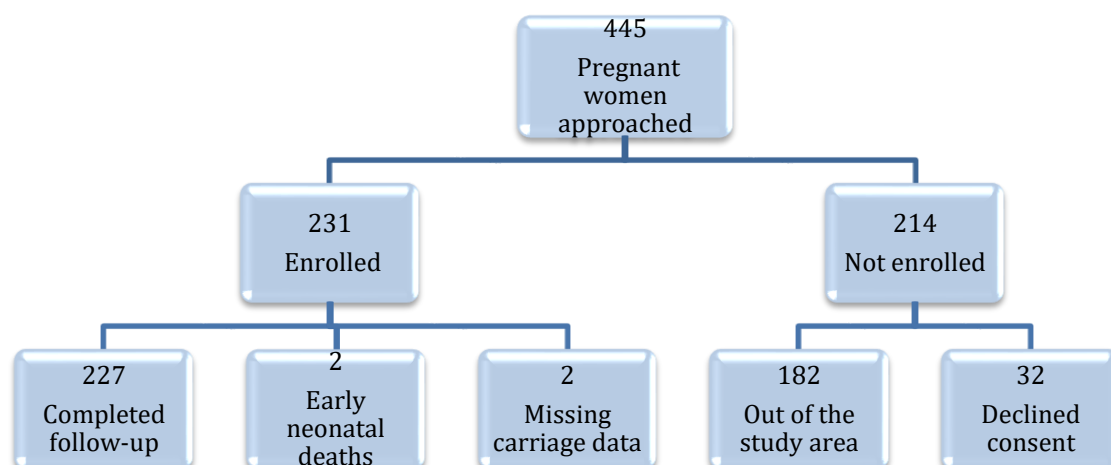 445
Pregnant
women
approached
231
Enrolled
214
Not enrolled
227
Completed
follow-up
2
Early
neonatal
deaths
2
Missing
carriage data
182
Out of the
study area
32
Declined
consent